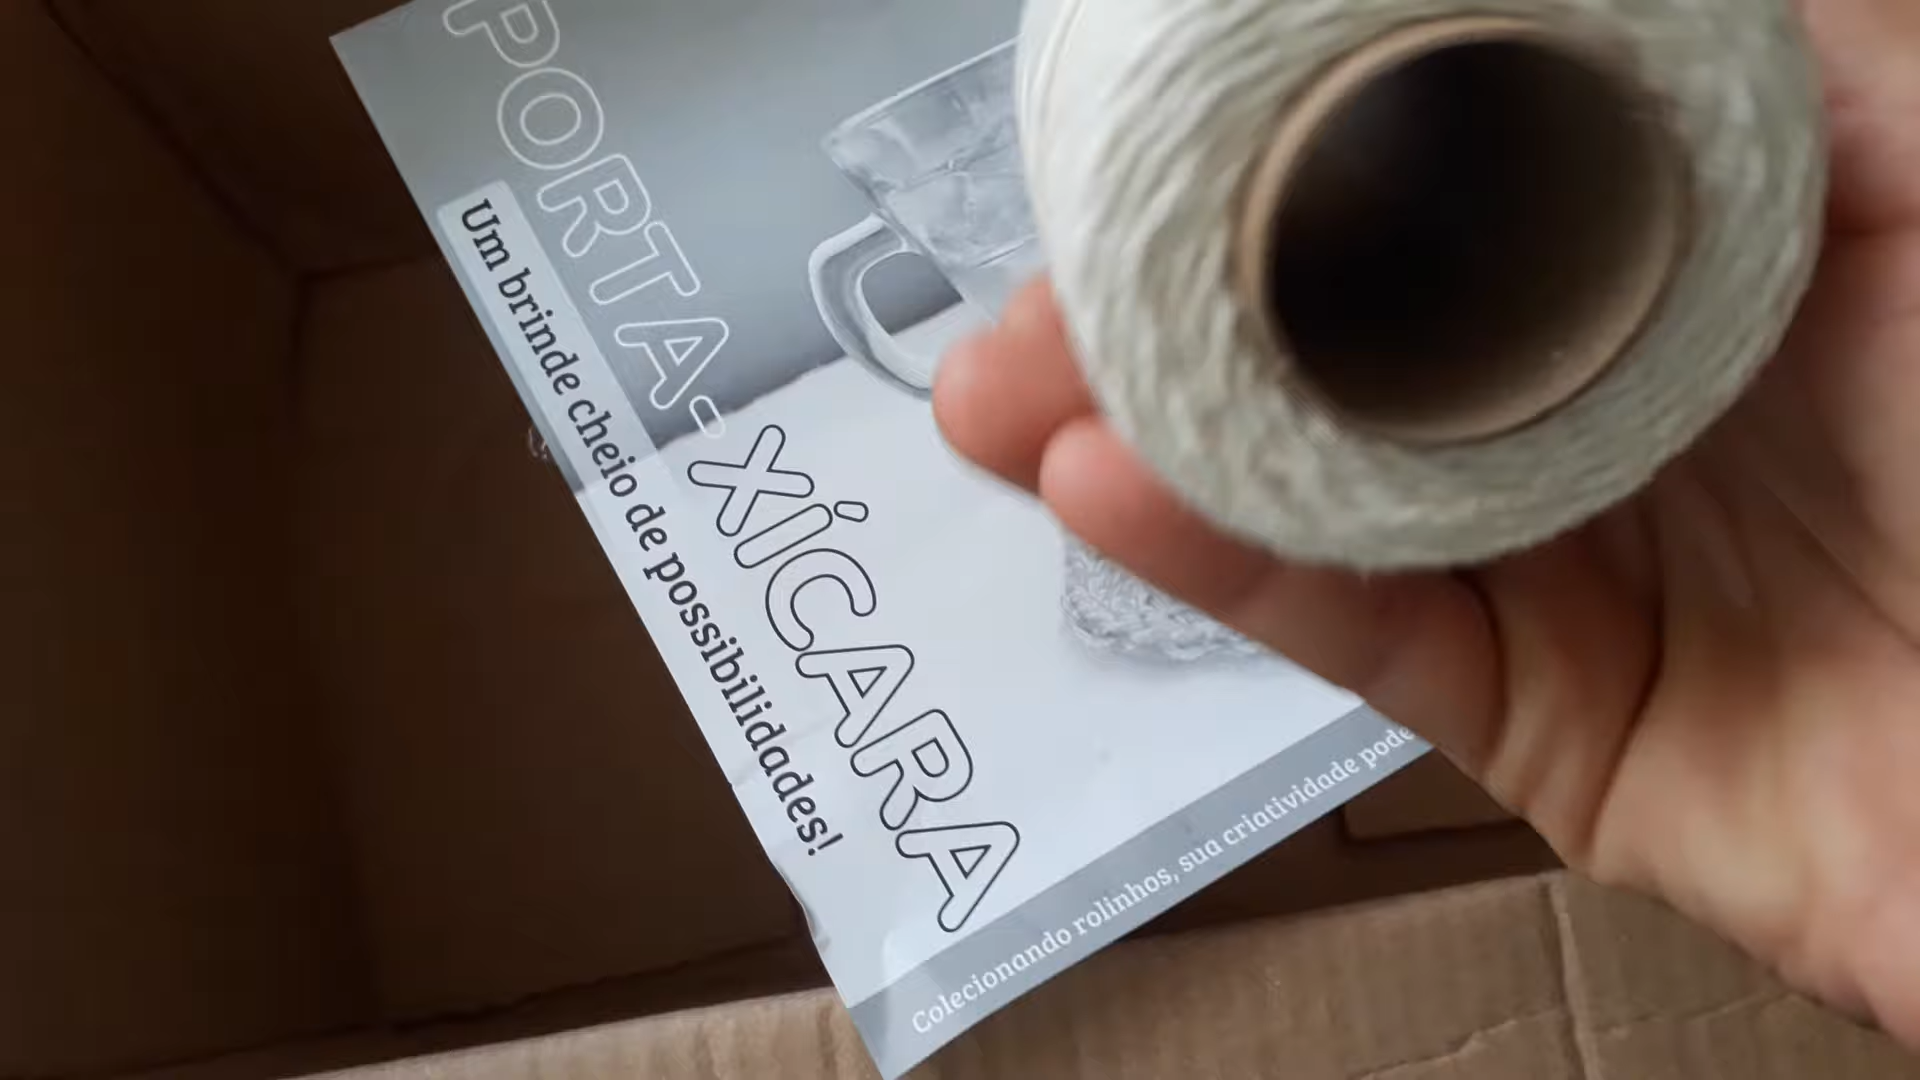 PORTA-
XÍCARA
Um brinde cheio de possibilidades!
Colecionando rolinhos, sua criatividade pode